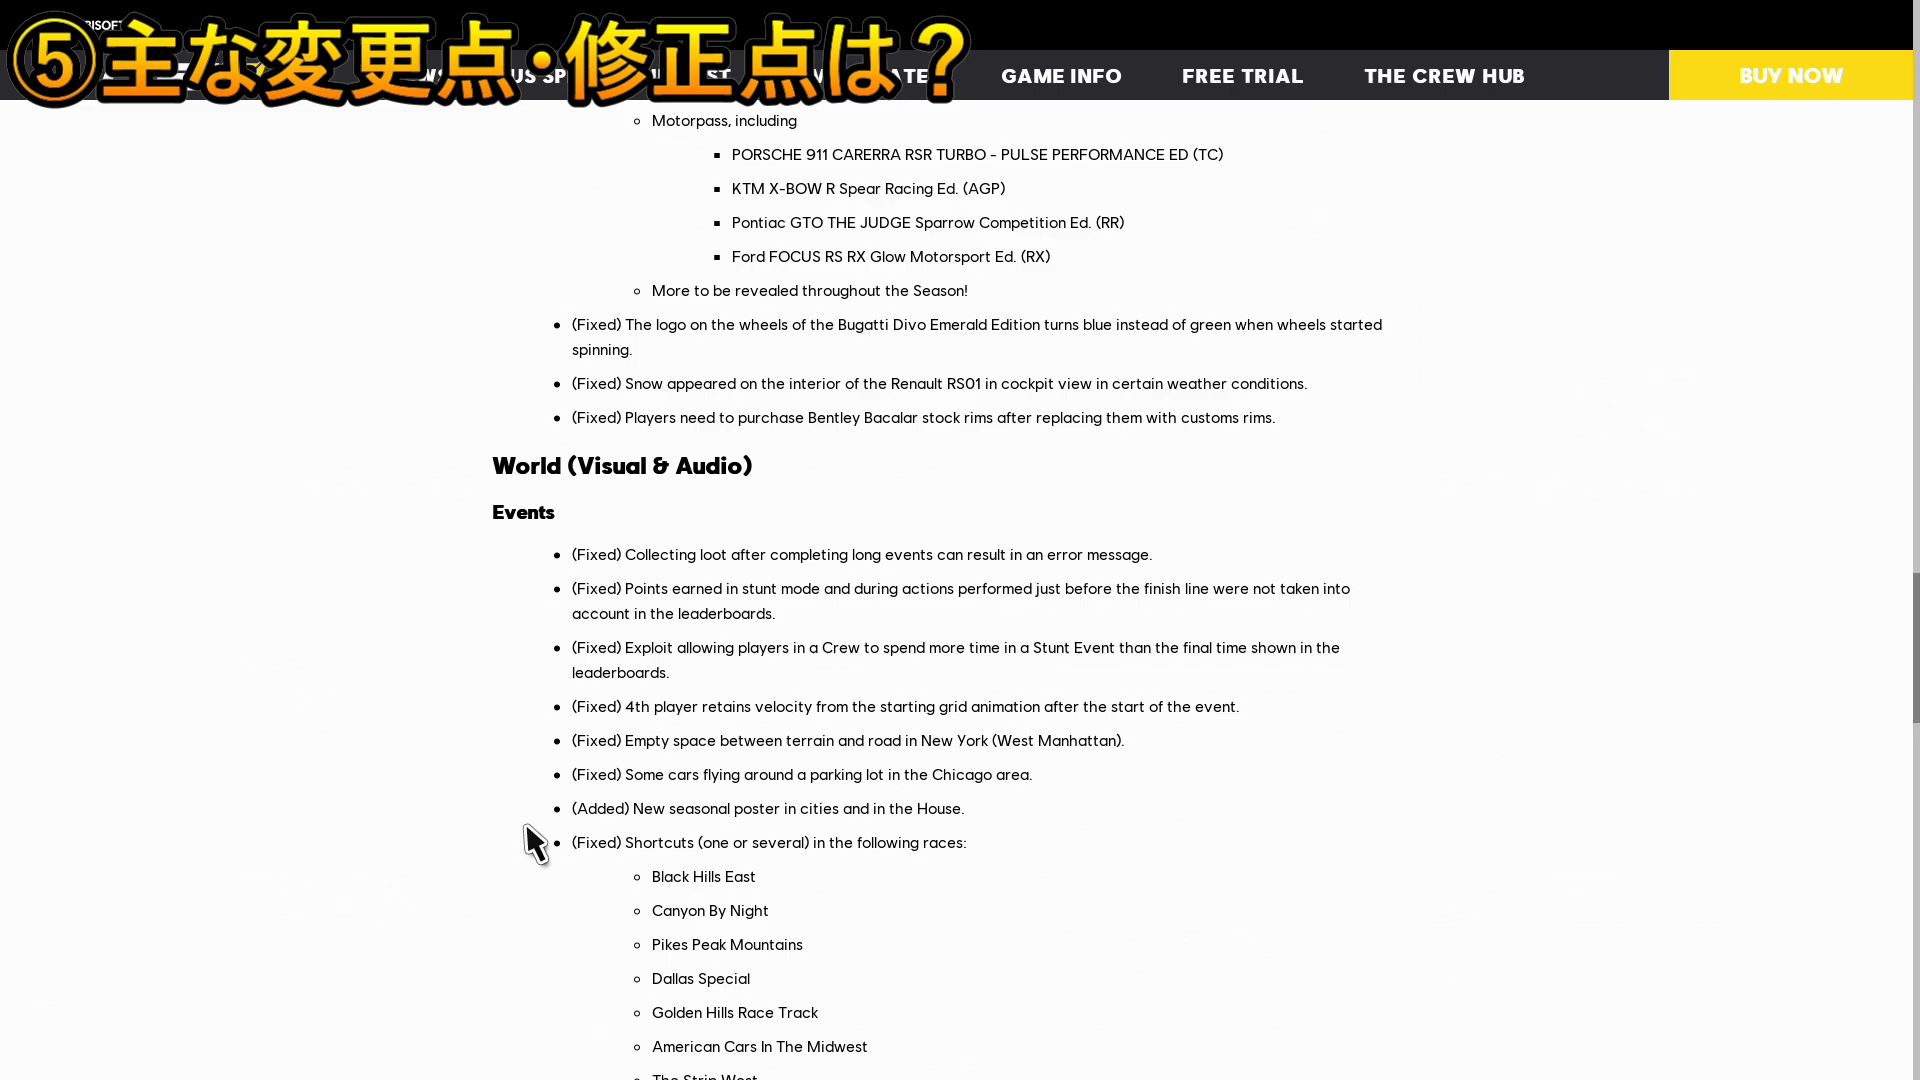 ⑤主な変更点・修正点は？
GAME INFO
FREE TRIAL
THE CREW HUB
BUY NOW
Motorpass, including
PORSCHE 911 CARERRA RSR TURBO - PULSE PERFORMANCE ED (TC)
KTM X-BOW R Spear Racing Ed. (AGP)
Pontiac GTO THE JUDGE Sparrow Competition Ed. (RR)
Ford FOCUS RS RX Glow Motorsport Ed. (RX)
More to be revealed throughout the Season!
(Fixed) The logo on the wheels of the Bugatti Divo Emerald Edition turns blue instead of green when wheels started
spinning.
(Fixed) Snow appeared on the interior of the Renault RS01 in cockpit view in certain weather conditions.
(Fixed) Players need to purchase Bentley Bacalar stock rims after replacing them with customs rims.
World (Visual & Audio)
Events
(Fixed) Collecting loot after completing long events can result in an error message.
(Fixed) Points earned in stunt mode and during actions performed just before the finish line were not taken into
account in the leaderboards.
(Fixed) Exploit allowing players in a Crew to spend more time in a Stunt Event than the final time shown in the
leaderboards.
(Fixed) 4th player retains velocity from the starting grid animation after the start of the event.
(Fixed) Empty space between terrain and road in New York (West Manhattan).
(Fixed) Some cars flying around a parking lot in the Chicago area.
(Added) New seasonal poster in cities and in the House.
(Fixed) Shortcuts (one or several) in the following races:
Black Hills East
Canyon By Night
Pikes Peak Mountains
Dallas Special
Golden Hills Race Track
American Cars In The Midwest
The Strip West